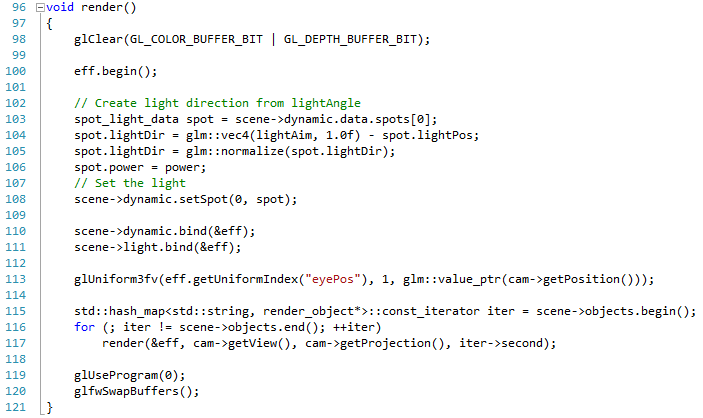 96 void render()
97 {
98 glClear(GL_COLOR_BUFFER_BIT | GL_DEPTH_BUFFER_BIT);
99
100 eff.begin();
101
102 // Create light direction from lightAngle
103 spot_light_data spot = scene->dynamic.data.spots[0];
104 spot.lightDir = glm::vec4(lightAim, 1.0f) - spot.lightPos;
105 spot.lightDir = glm::normalize(spot.lightDir);
106 spot.power = power;
107 // Set the light
108 scene->dynamic.setSpot(0, spot);
109
110 scene->dynamic.bind(&eff);
111 scene->light.bind(&eff);
112
113 glUniform3fv(eff.getUniformIndex("eyePos"), 1, glm::value_ptr(cam->getPosition()));
114
115 std::hash_map<std::string, render_object*>::const_iterator iter = scene->objects.begin();
116 for (; iter != scene->objects.end(); ++iter)
117 render(&eff, cam->getView(), cam->getProjection(), iter->second);
118
119 glUseProgram(0);
120 glfwSwapBuffers();
121 }